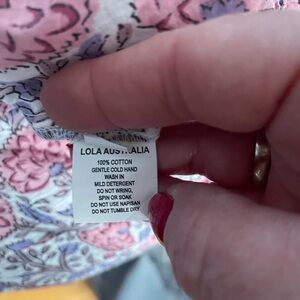 LOLA AUSTRALIA
100% COTTON
GENTLE COLD HAND
WASH IN
MILD DETERGENT
DO NOT WRING,
SPIN OR SOAK
DO NOT USE NAPISAN
DO NOT TUMBLE DRY